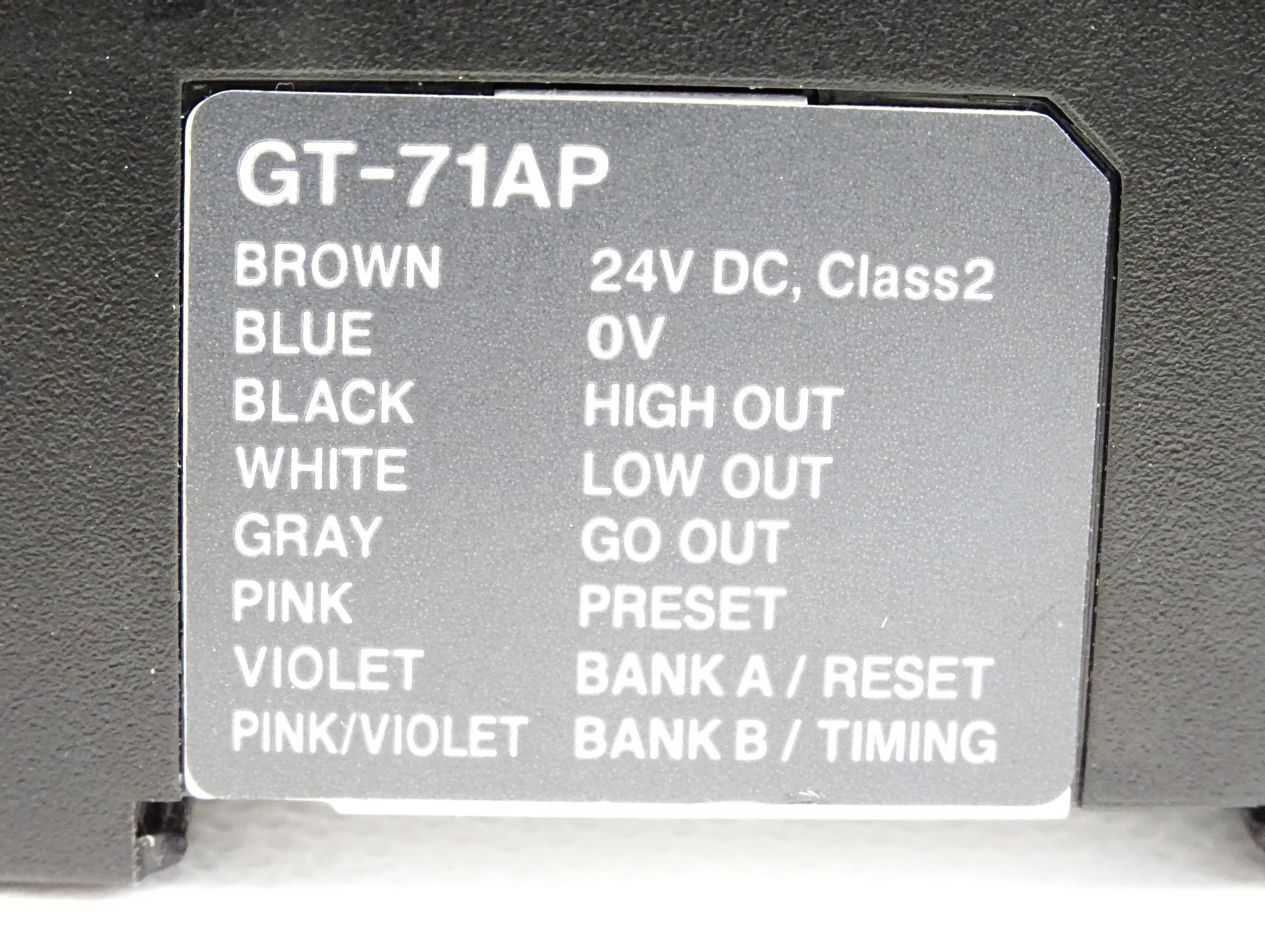 GT-71AP
BROWN 24V DC, Class2
BLUE 0V
BLACK HIGH OUT
WHITE LOW OUT
GRAY GO OUT
PINK PRESET
VIOLET BANK A / RESET
PINK/VIOLET BANK B / TIMING